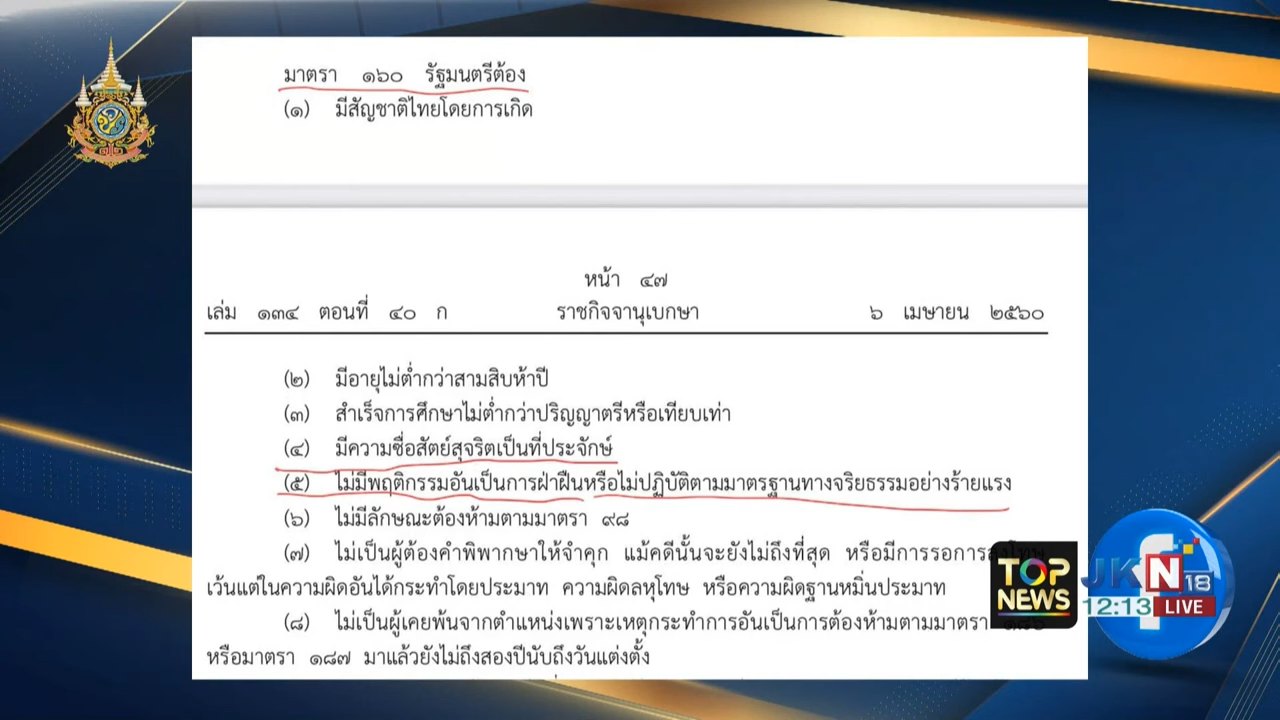 มาตรา ๑๖๐ รัฐมนตรีต้อง
(๑) มีสัญชาติไทยโดยการเกิด
หน้า ๔๗
เล่ม ๑๓๔ ตอนที่ ๔๐ ก ราชกิจจานุเบกษา ๖ เมษายน ๒๕๖๐
(๒) มีอายุไม่ต่ำกว่าสามสิบห้าปี
(๓) สำเร็จการศึกษาไม่ต่ำกว่าปริญญาตรีหรือเทียบเท่า
(๔) มีความซื่อสัตย์สุจริตเป็นที่ประจักษ์
(๕) ไม่มีพฤติกรรมอันเป็นการฝ่าฝืนหรือไม่ปฏิบัติตามมาตรฐานทางจริยธรรมอย่างร้ายแรง
(๖) ไม่มีลักษณะต้องห้ามตามมาตรา ๙๘
(๗) ไม่เป็นผู้ต้องคำพิพากษาให้จำคุก แม้คดีนั้นจะยังไม่ถึงที่สุด หรือมีการรอการลงโทษ
เว้นแต่ในความผิดอันได้กระทำโดยประมาท ความผิดลหุโทษ หรือความผิดฐานหมิ่นประมาท
(๘) ไม่เป็นผู้เคยพ้นจากตำแหน่งเพราะเหตุกระทำการอันเป็นการต้องห้ามตามมาตรา
หรือมาตรา ๑๘๗ มาแล้วยังไม่ถึงสองปีนับถึงวันแต่งตั้ง
TOP NEWS
JKN 18
12:13 LIVE